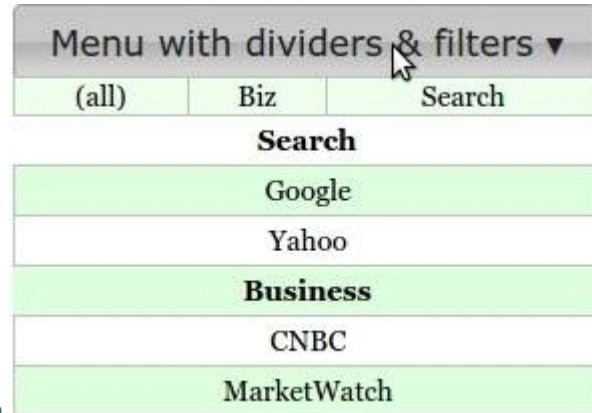 Menu with dividers & filters ▾
(all) Biz Search
Search
Google
Yahoo
Business
CNBC
MarketWatch